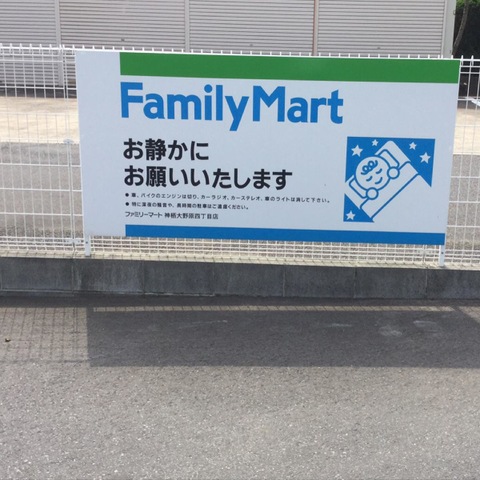 FamilyMart
お静かに
お願いいたします
● 車、バイクのエンジンは切り、カーラジオ、カーステレオ、車のライトは消して下さい。
● 特に深夜の騒音や、長時間の駐車はご遠慮ください。
ファミリーマート 神栖大野原四丁目店